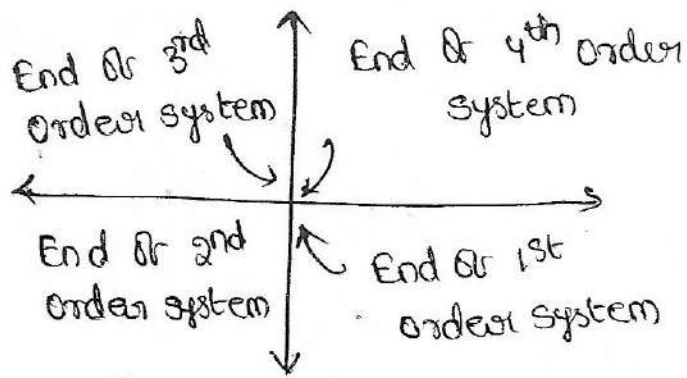 End of 3rd
order system
End of 4th order
system
End of 2nd
order system
End of 1st
order system